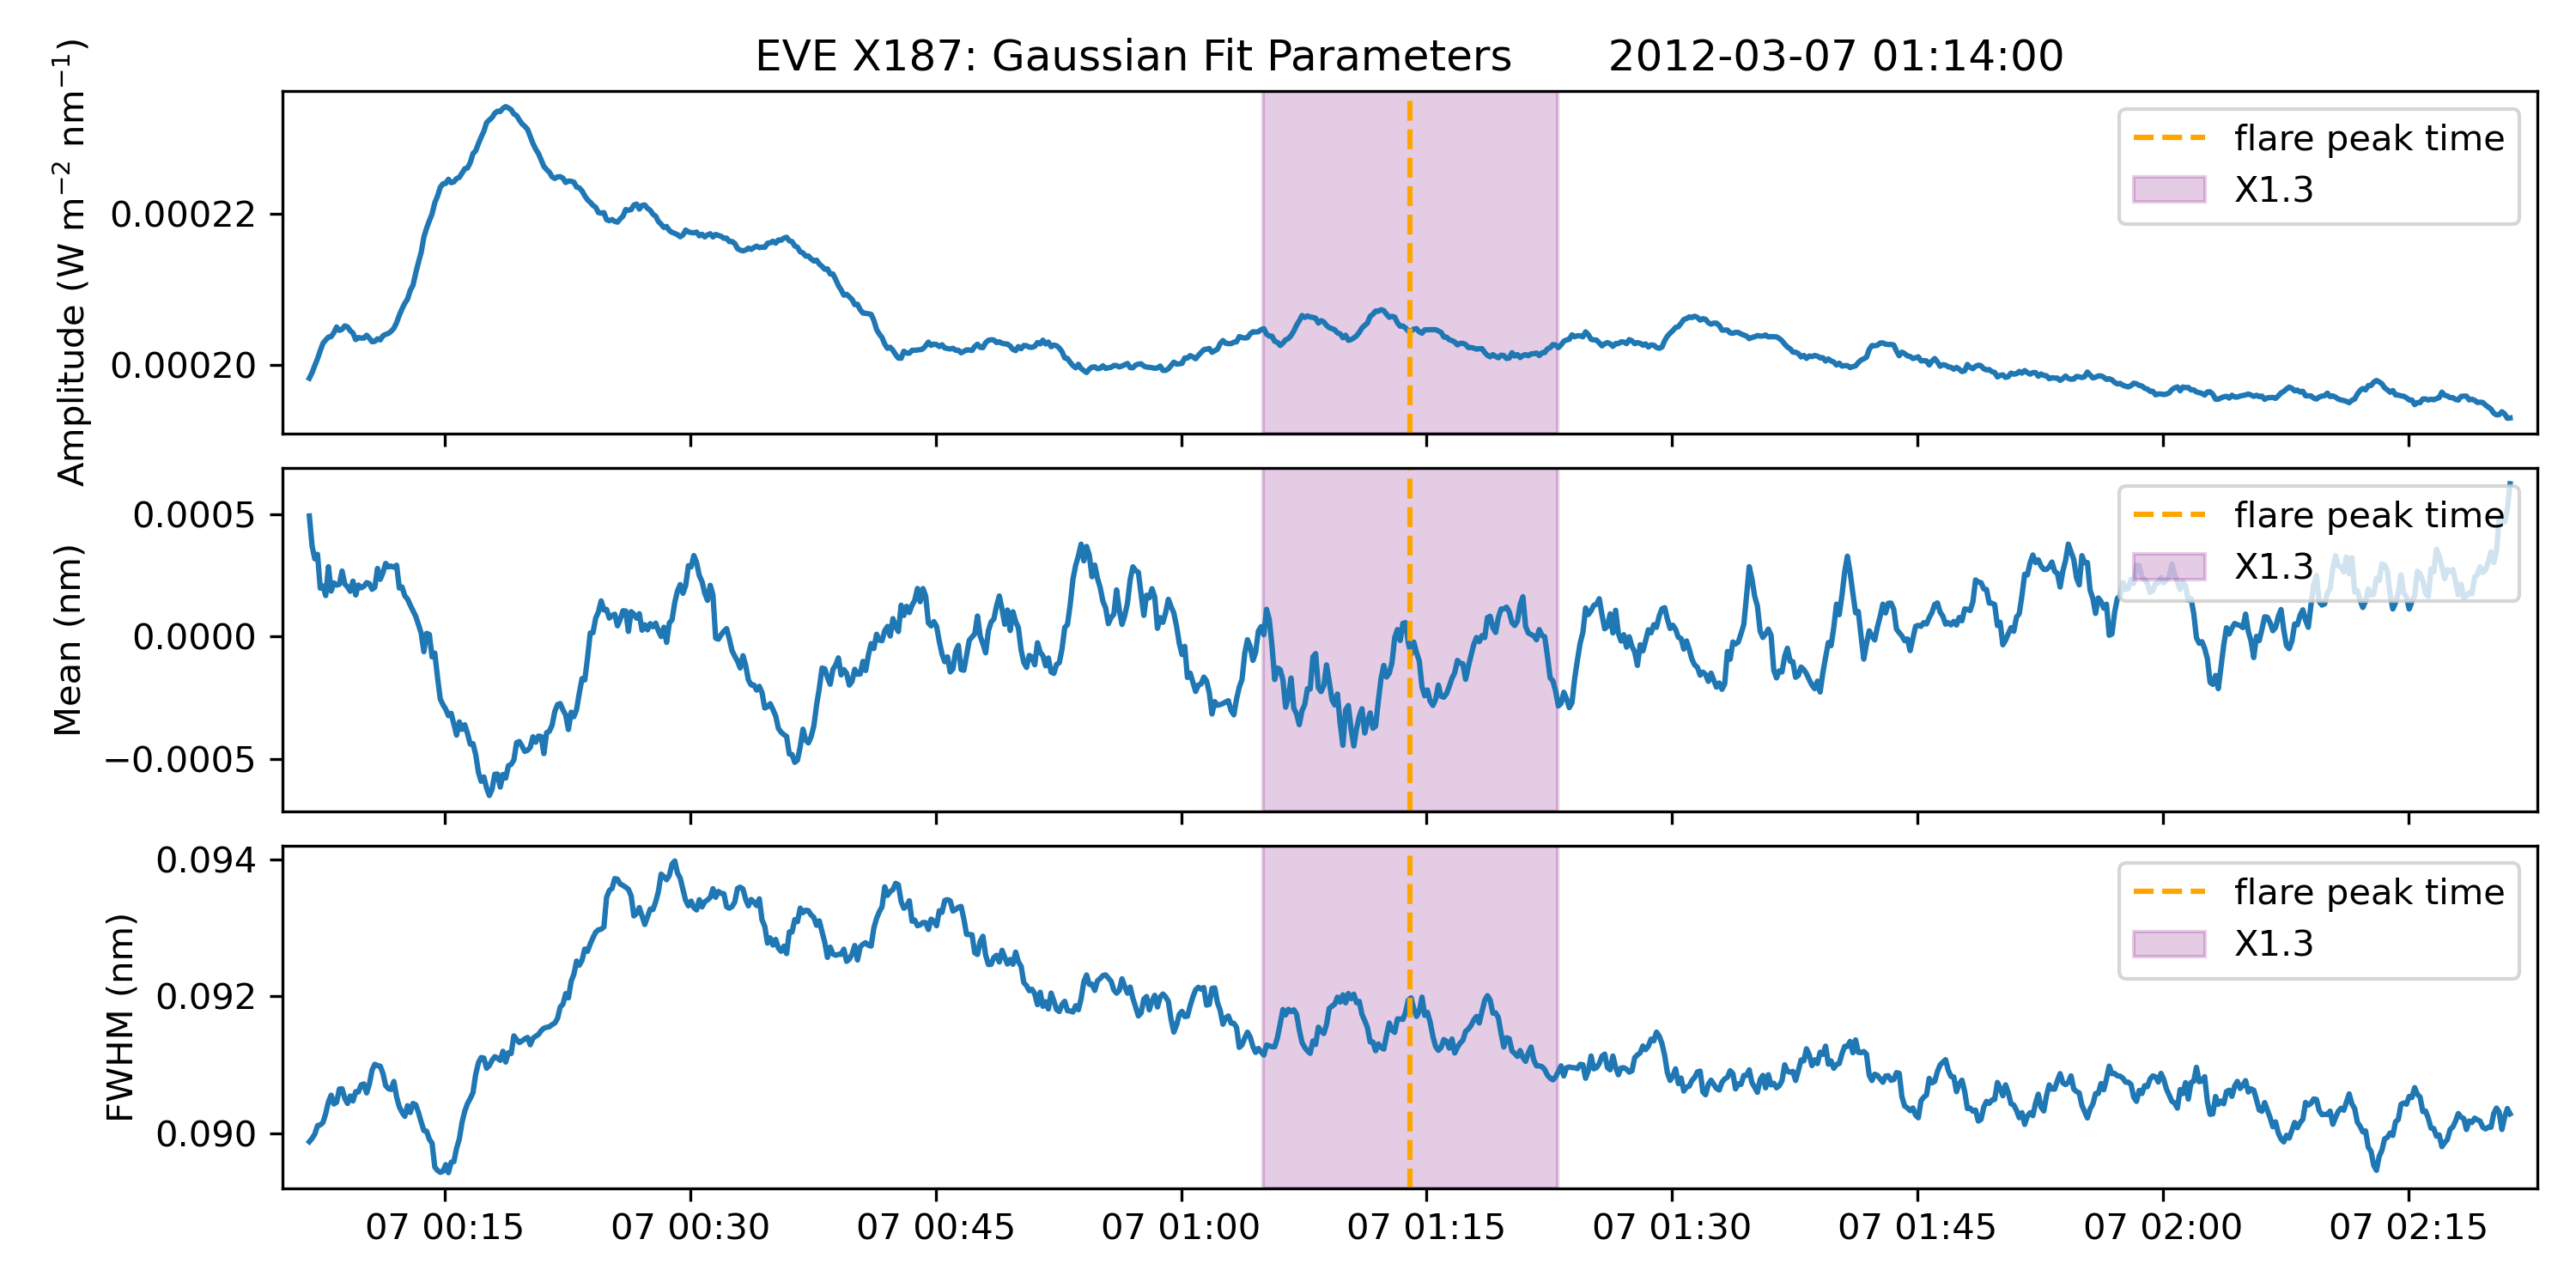 EVE X187: Gaussian Fit Parameters 2012-03-07 01:14:00
Amplitude (W m⁻² nm⁻¹)
0.00022
0.00020
flare peak time
X1.3
Mean (nm)
0.0005
0.0000
−0.0005
flare peak time
X1.3
FWHM (nm)
0.094
0.092
0.090
flare peak time
X1.3
07 00:15 07 00:30 07 00:45 07 01:00 07 01:15 07 01:30 07 01:45 07 02:00 07 02:15